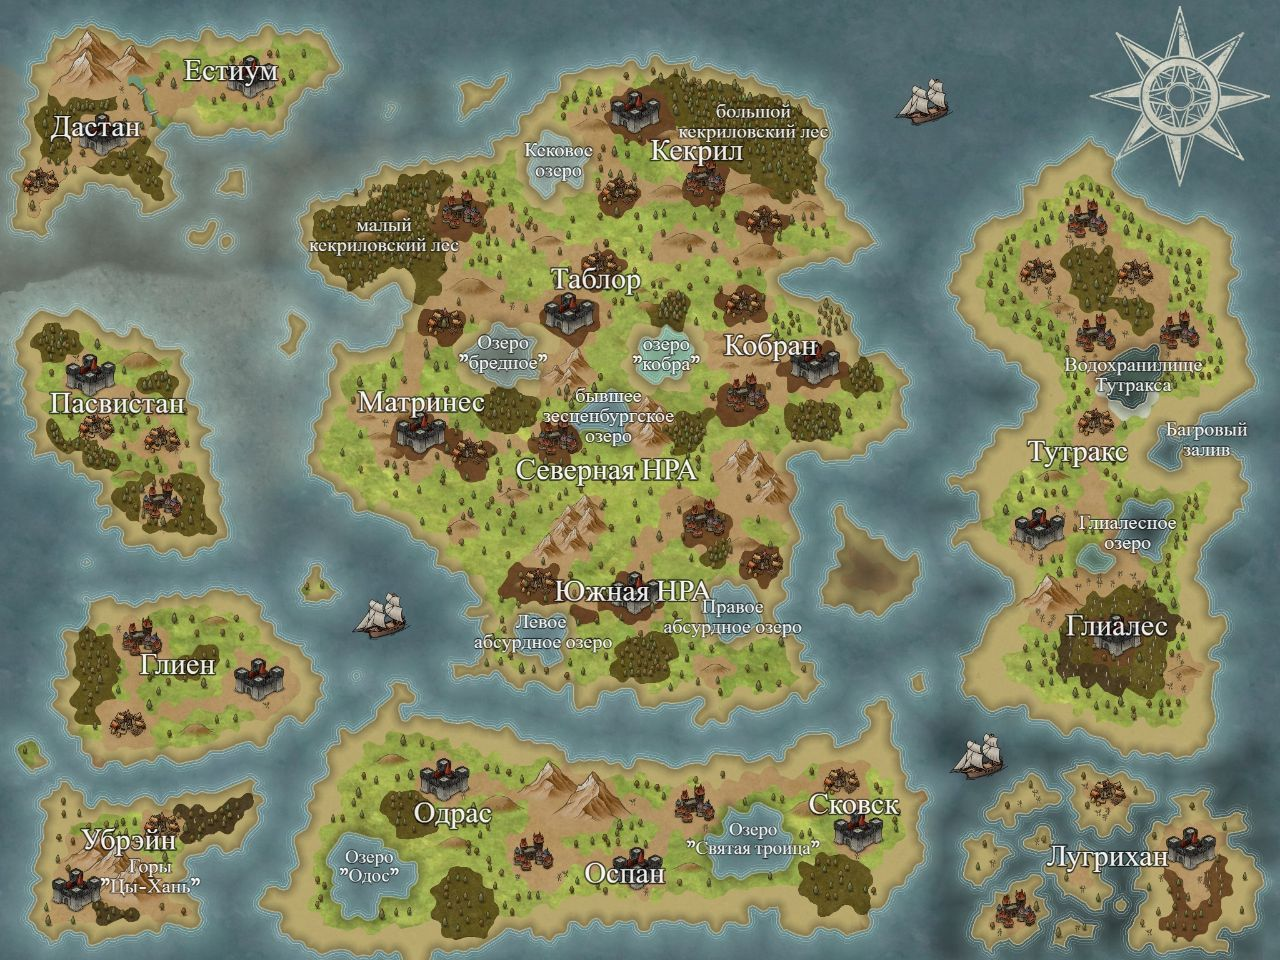 Естиум
Дастан
большой
кекриловский лес
Кековое
озеро
Кекрил
малый
кекриловский лес
Таблор
Озеро
"бредное"
озеро
"кобра"
Кобран
Водохранилище
Тутракса
Пасвистан
Матринес
бывшее
зесценбургское
озеро
Багровый
залив
Тутракс
Северная НРА
Глиалесное
озеро
Южная НРА
Левое
абсурдное озеро
Правое
абсурдное озеро
Глиалес
Глиен
Одрас
Сковск
Убрэйн
Горы
"Цы-Хань"
Озеро
"Святая троица"
Озеро
"Одос"
Оспан
Лугрихан